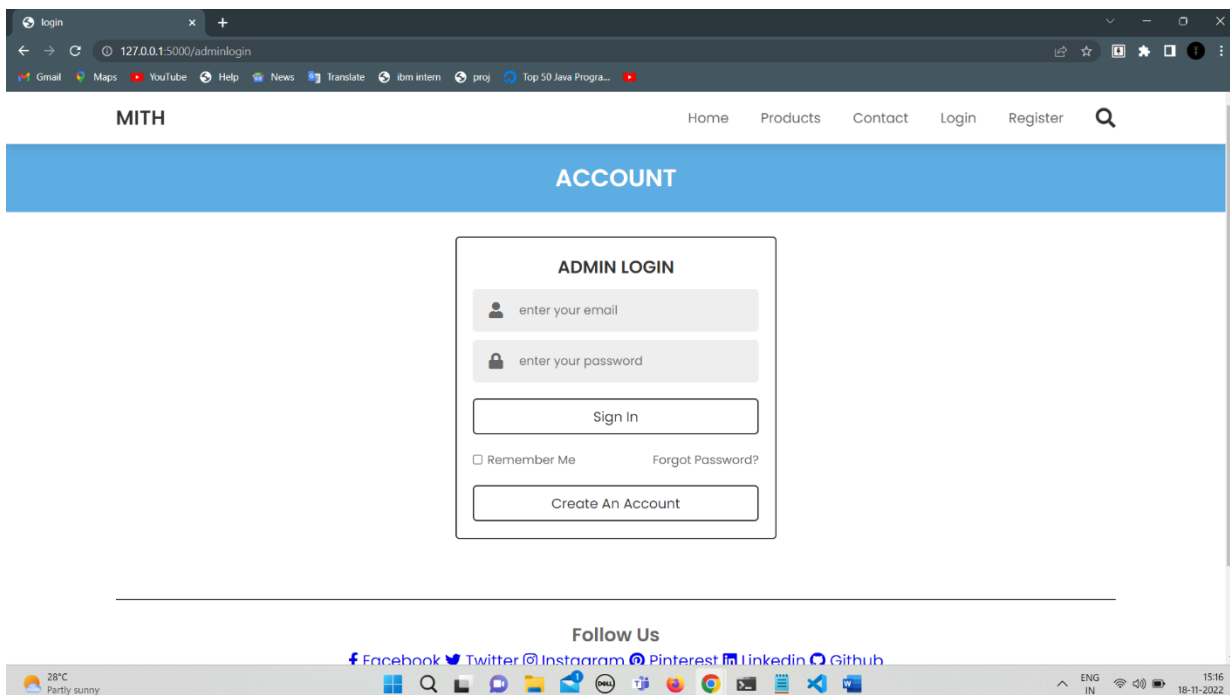 login
127.0.0.1:5000/adminlogin
Gmail Maps YouTube Help News Translate ibm intern proj Top 50 Java Progra...
MITH Home Products Contact Login Register
ACCOUNT
ADMIN LOGIN
enter your email
enter your password
Sign In
Remember Me Forgot Password?
Create An Account
Follow Us
Facebook Twitter Instagram Pinterest Linkedin Github
28°C
Partly sunny
ENG
IN
15:16
18-11-2022